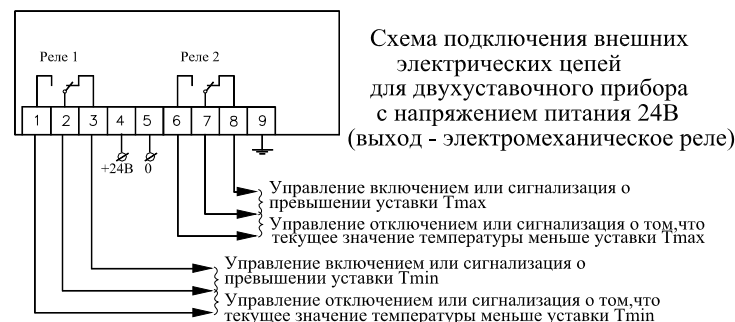 Реле 1
Реле 2
Схема подключения внешних
электрических цепей
для двухуставочного прибора
с напряжением питания 24В
(выход - электромеханическое реле)
1 2 3 4 5 6 7 8 9
+24В 0
Управление включением или сигнализация о
превышении уставки Tmax
Управление отключением или сигнализация о том,что
текущее значение температуры меньше уставки Tmax
Управление включением или сигнализация о
превышении уставки Tmin
Управление отключением или сигнализация о том,что
текущее значение температуры меньше уставки Tmin